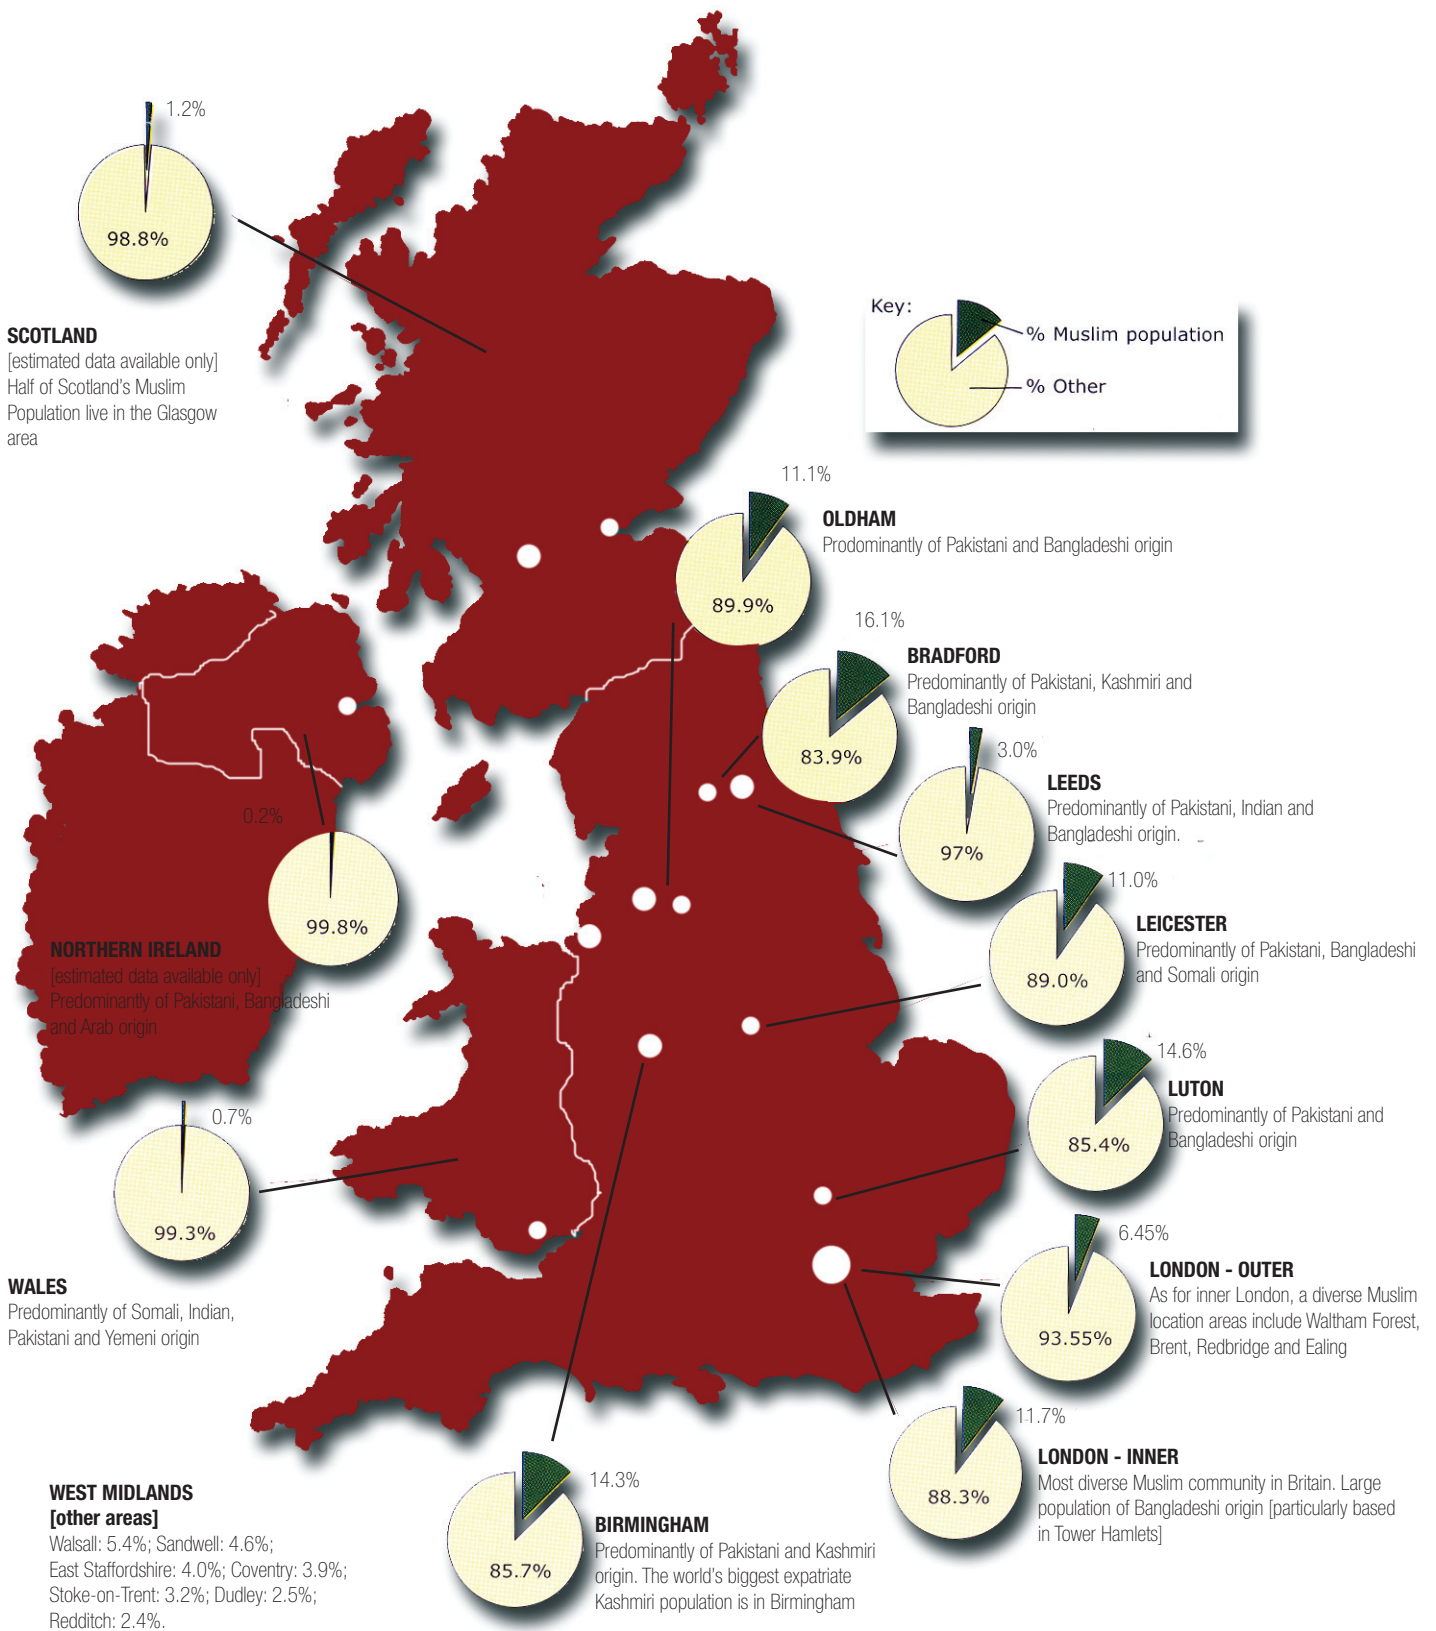 1.2%
98.8%
SCOTLAND
[estimated data available only]
Half of Scotland's Muslim
Population live in the Glasgow
area
Key:
% Muslim population
% Other
11.1%
89.9%
OLDHAM
Prodominantly of Pakistani and Bangladeshi origin
16.1%
83.9%
BRADFORD
Predominantly of Pakistani, Kashmiri and
Bangladeshi origin
3.0%
97%
LEEDS
Predominantly of Pakistani, Indian and
Bangladeshi origin.
0.2%
99.8%
NORTHERN IRELAND
[estimated data available only]
Predominantly of Pakistani, Bangladeshi
and Arab origin
11.0%
89.0%
LEICESTER
Predominantly of Pakistani, Bangladeshi
and Somali origin
14.6%
85.4%
LUTON
Predominantly of Pakistani and
Bangladeshi origin
0.7%
99.3%
WALES
Predominantly of Somali, Indian,
Pakistani and Yemeni origin
6.45%
93.55%
LONDON - OUTER
As for inner London, a diverse Muslim
location areas include Waltham Forest,
Brent, Redbridge and Ealing
11.7%
88.3%
LONDON - INNER
Most diverse Muslim community in Britain. Large
population of Bangladeshi origin [particularly based
in Tower Hamlets]
14.3%
85.7%
BIRMINGHAM
Predominantly of Pakistani and Kashmiri
origin. The world's biggest expatriate
Kashmiri population is in Birmingham
WEST MIDLANDS
[other areas]
Walsall: 5.4%; Sandwell: 4.6%;
East Staffordshire: 4.0%; Coventry: 3.9%;
Stoke-on-Trent: 3.2%; Dudley: 2.5%;
Redditch: 2.4%.